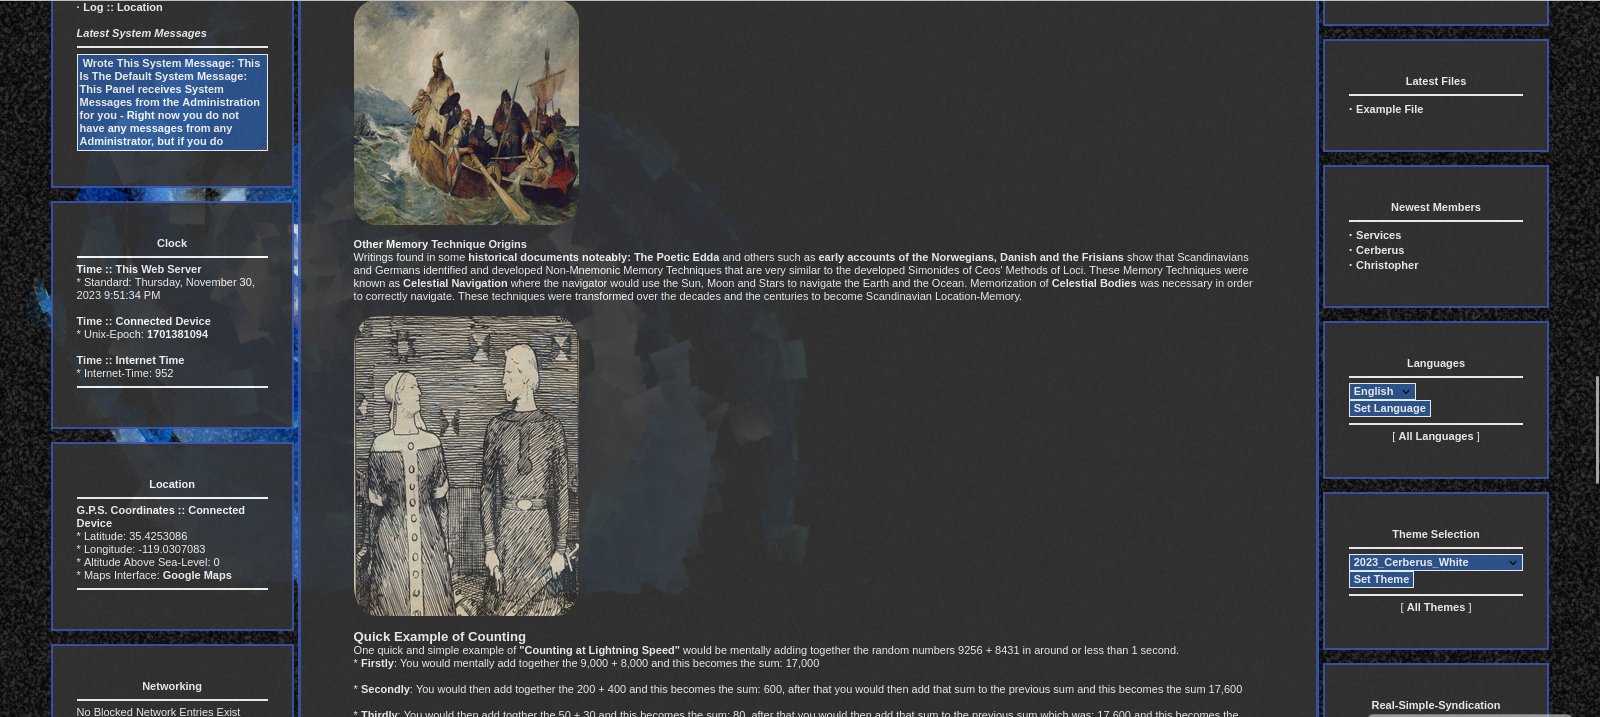 · Log :: Location
Latest System Messages
Wrote This System Message: This
Is The Default System Message:
This Panel receives System
Messages from the Administration
for you - Right now you do not
have any messages from any
Administrator, but if you do
Clock
Time :: This Web Server
* Standard: Thursday, November 30,
2023 9:51:34 PM
Time :: Connected Device
* Unix-Epoch: 1701381094
Time :: Internet Time
* Internet-Time: 952
Location
G.P.S. Coordinates :: Connected
Device
* Latitude: 35.4253086
* Longitude: -119.0307083
* Altitude Above Sea-Level: 0
* Maps Interface: Google Maps
Networking
No Blocked Network Entries Exist
Other Memory Technique Origins
Writings found in some historical documents noteably: The Poetic Edda and others such as early accounts of the Norwegians, Danish and the Frisians show that Scandianavians
and Germans identified and developed Non-Mnemonic Memory Techniques that are very similar to the developed Simonides of Ceos' Methods of Loci. These Memory Techniques were
known as Celestial Navigation where the navigator would use the Sun, Moon and Stars to navigate the Earth and the Ocean. Memorization of Celestial Bodies was necessary in order
to correctly navigate. These techniques were transformed over the decades and the centuries to become Scandinavian Location-Memory.
Quick Example of Counting
One quick and simple example of "Counting at Lightning Speed" would be mentally adding together the random numbers 9256 + 8431 in around or less than 1 second.
* Firstly: You would mentally add together the 9,000 + 8,000 and this becomes the sum: 17,000
* Secondly: You would then add together the 200 + 400 and this becomes the sum: 600, after that you would then add that sum to the previous sum and this becomes the sum 17,600
* Thirdly: You would then add togther the 50 + 30 and this becomes the sum: 80, after that you would then add that sum to the previous sum which was: 17,600 and this becomes the
Latest Files
· Example File
Newest Members
· Services
· Cerberus
· Christopher
Languages
English
Set Language
[ All Languages ]
Theme Selection
2023_Cerberus_White
Set Theme
[ All Themes ]
Real-Simple-Syndication